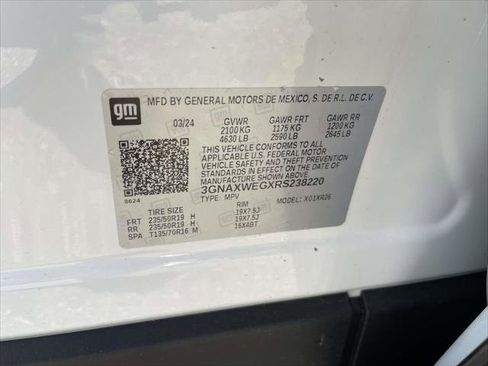 gm
MFD BY GENERAL MOTORS DE MEXICO, S. DE R.L. DE C.V.
03/24 GVWR GAWR FRT GAWR RR
2100 KG 1175 KG 1200 KG
4630 LB 2590 LB 2645 LB
THIS VEHICLE CONFORMS TO ALL APPLICABLE
U.S. FEDERAL MOTOR
VEHICLE SAFETY, BUMPER, AND THEFT
PREVENTION STANDARDS IN EFFECT ON THE
DATE OF MANUFACTURE SHOWN ABOVE.
3GNAXWEGXRS238220
8624
TYPE: MPV MODEL: X01XR26
TIRE SIZE RIM
FRT 235/50R19 H 19X7.5J
RR 235/50R19 H 19X7.5J
SPA T135/70R16 M 16X4BT